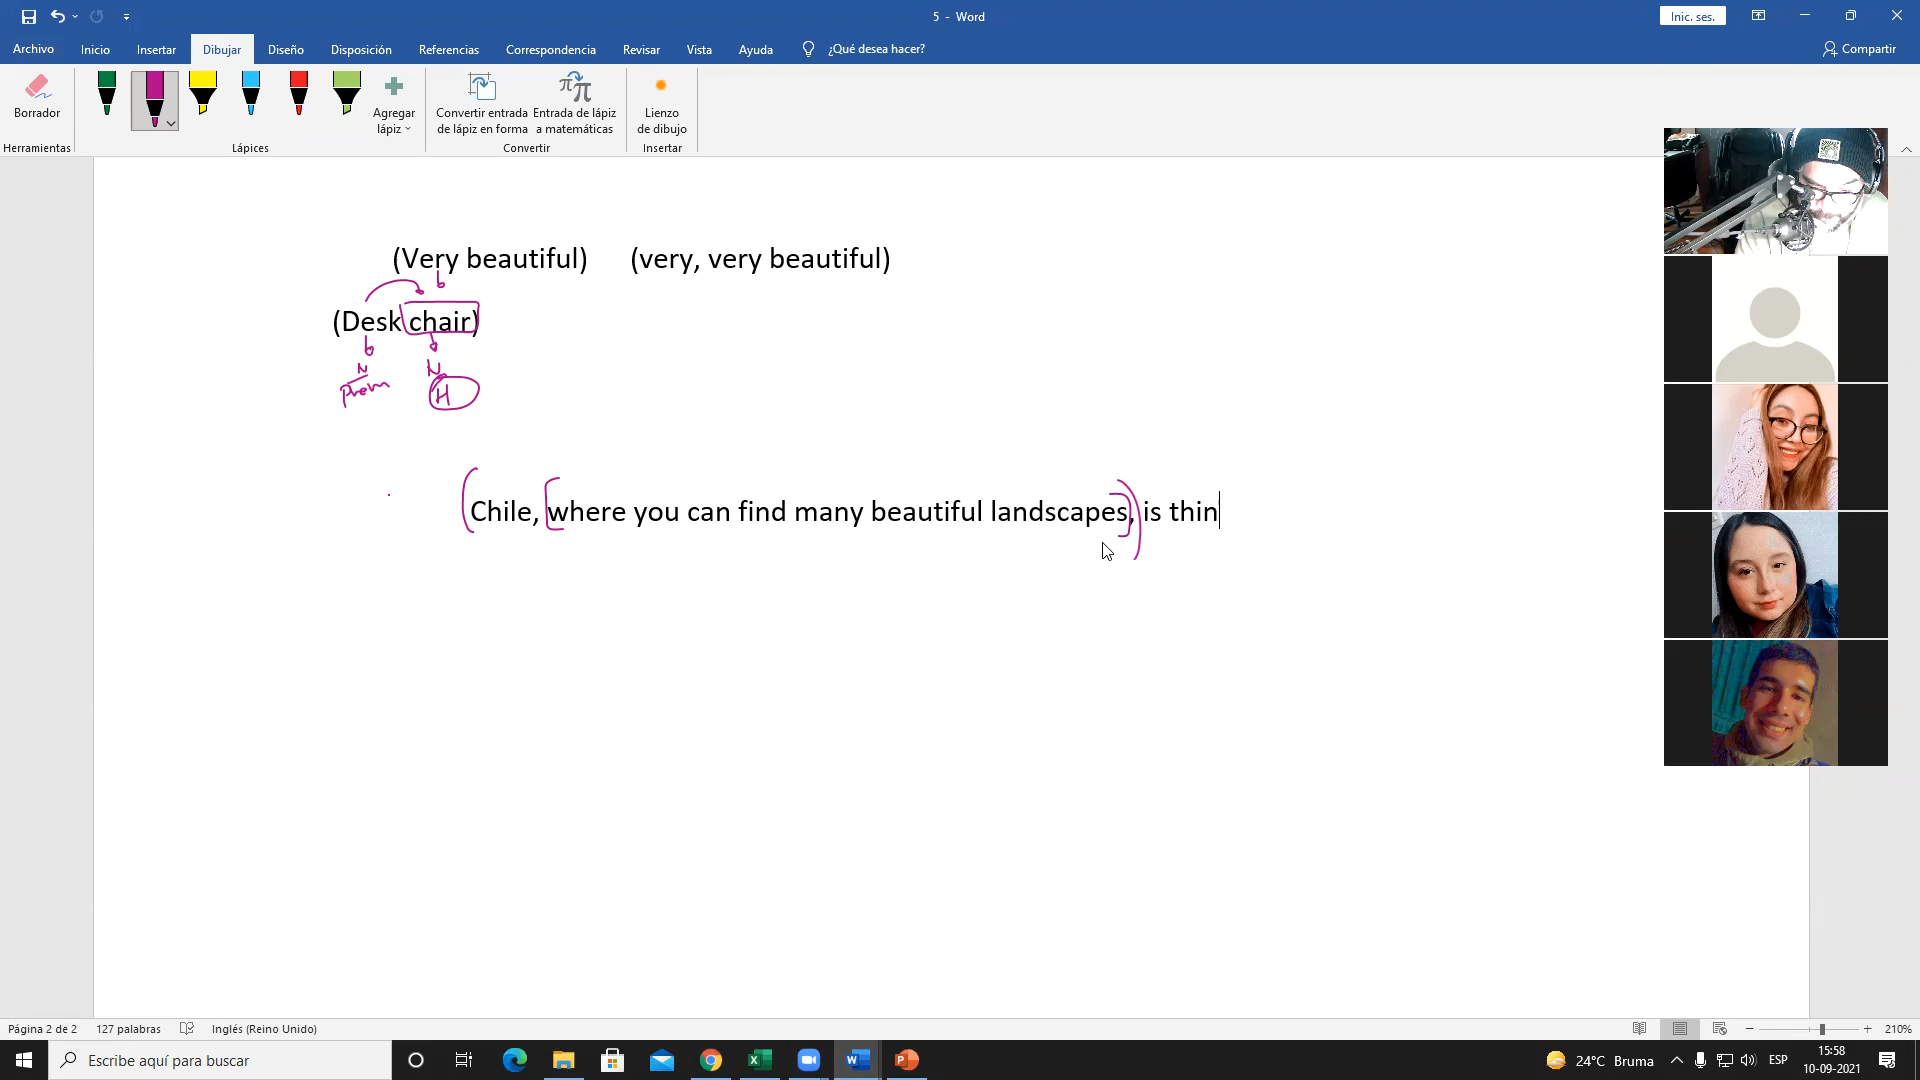 5 - Word
Inic. ses.
Archivo Inicio Insertar Dibujar Diseño Disposición Referencias Correspondencia Revisar Vista Ayuda ¿Qué desea hacer? Compartir
Borrador
Agregar lápiz
Convertir entrada de lápiz en forma
Entrada de lápiz a matemáticas
Lienzo de dibujo
Herramientas Lápices Convertir Insertar
(Very beautiful) (very, very beautiful)
(Desk chair)
N N
Prem H
(Chile, [where you can find many beautiful landscapes], ) is thin
Página 2 de 2 127 palabras Inglés (Reino Unido) 210%
Escribe aquí para buscar
24°C Bruma ESP
15:58
10-09-2021